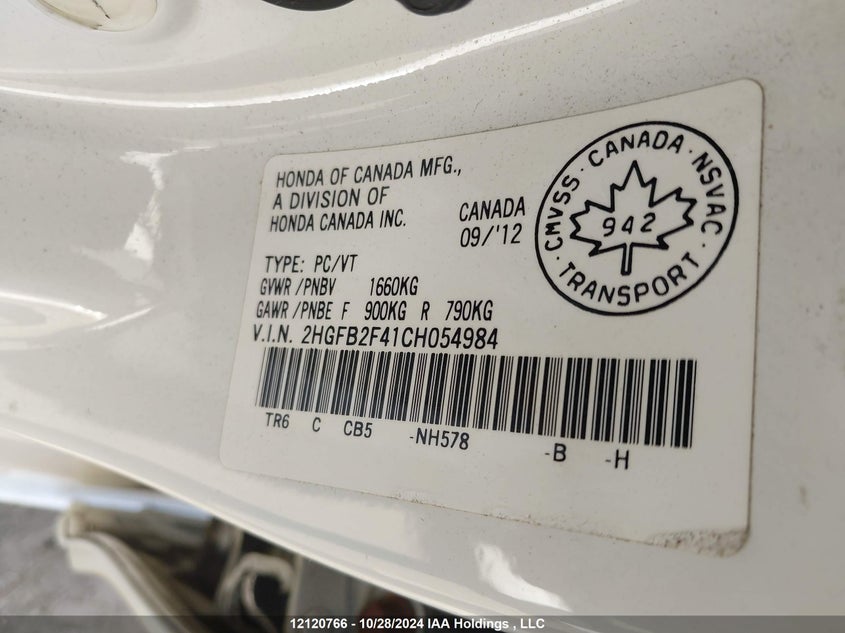 HONDA OF CANADA MFG.,
A DIVISION OF
HONDA CANADA INC.
CANADA
09/'12
TYPE: PC/VT
GVWR/PNBV 1660KG
GAWR/PNBE F 900KG R 790KG
V.I.N. 2HGFB2F41CH054984
TR6 C CB5 -NH578 -B -H
CMVSS · CANADA · NSVAC · TRANSPORT ·
942
12120766 - 10/28/2024 IAA Holdings , LLC